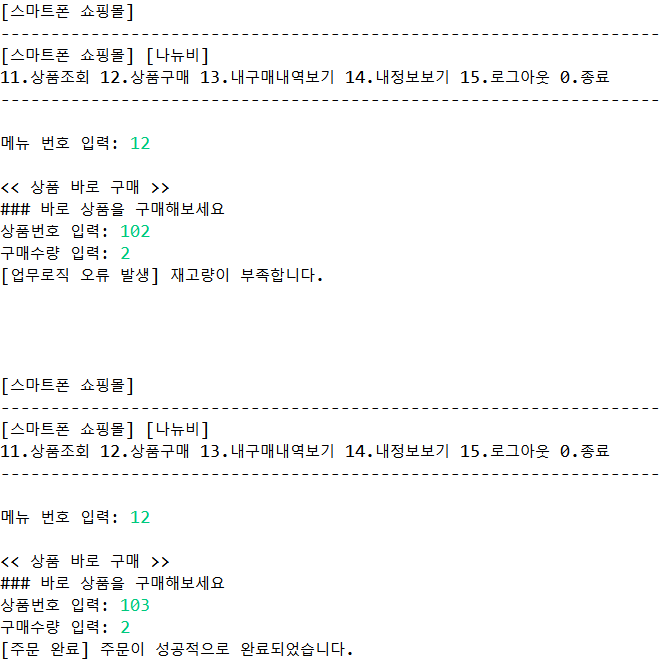 [스마트폰 쇼핑몰]
------------------------------------------------------------------
[스마트폰 쇼핑몰] [나뉴비]
11.상품조회 12.상품구매 13.내구매내역보기 14.내정보보기 15.로그아웃 0.종료
------------------------------------------------------------------
메뉴 번호 입력: 12
<< 상품 바로 구매 >>
### 바로 상품을 구매해보세요
상품번호 입력: 102
구매수량 입력: 2
[업무로직 오류 발생] 재고량이 부족합니다.
[스마트폰 쇼핑몰]
------------------------------------------------------------------
[스마트폰 쇼핑몰] [나뉴비]
11.상품조회 12.상품구매 13.내구매내역보기 14.내정보보기 15.로그아웃 0.종료
------------------------------------------------------------------
메뉴 번호 입력: 12
<< 상품 바로 구매 >>
### 바로 상품을 구매해보세요
상품번호 입력: 103
구매수량 입력: 2
[주문 완료] 주문이 성공적으로 완료되었습니다.